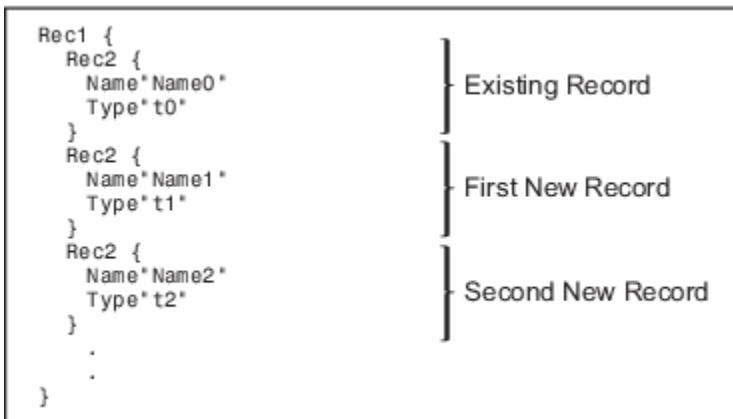 Rec1 {
Rec2 {
Name"Name0"
Type"t0"
}
Existing Record
Rec2 {
Name"Name1"
Type"t1"
}
First New Record
Rec2 {
Name"Name2"
Type"t2"
}
Second New Record
.
.
}